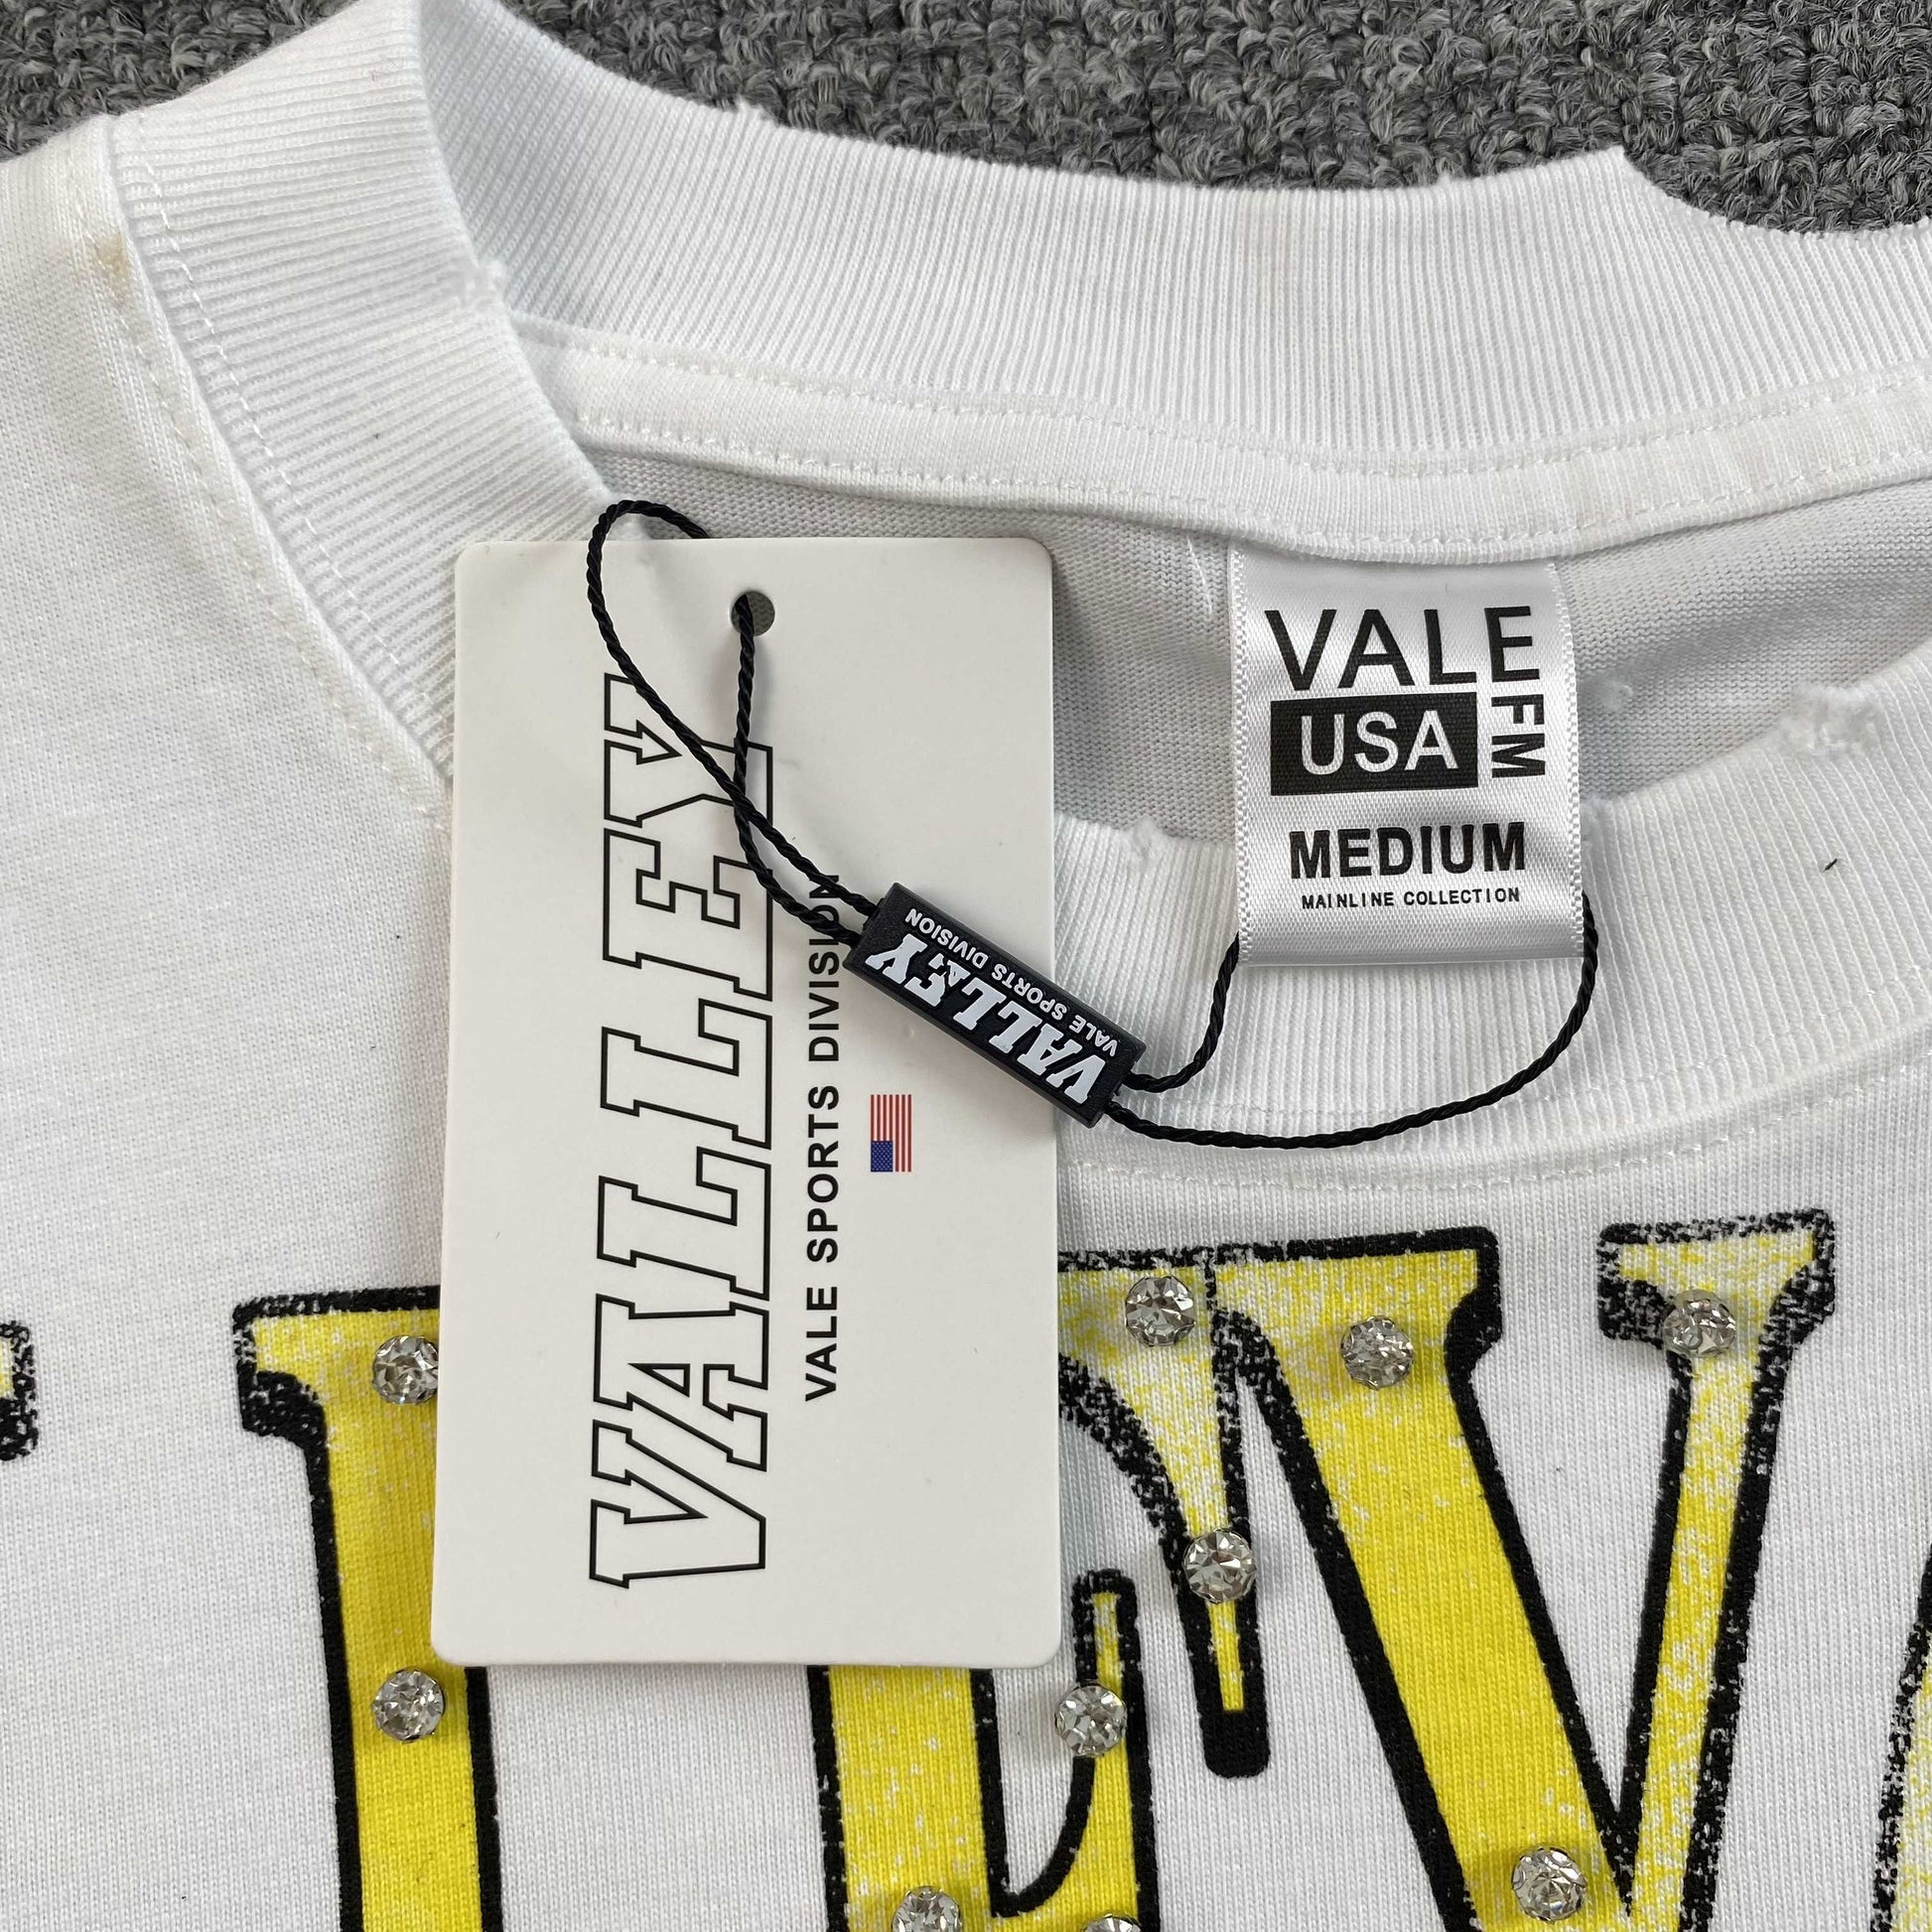 VALLEY
VALE SPORTS DIVISION
VALLEY
VALE SPORTS DIVISION
VALE FM
USA
MEDIUM
MAINLINE COLLECTION